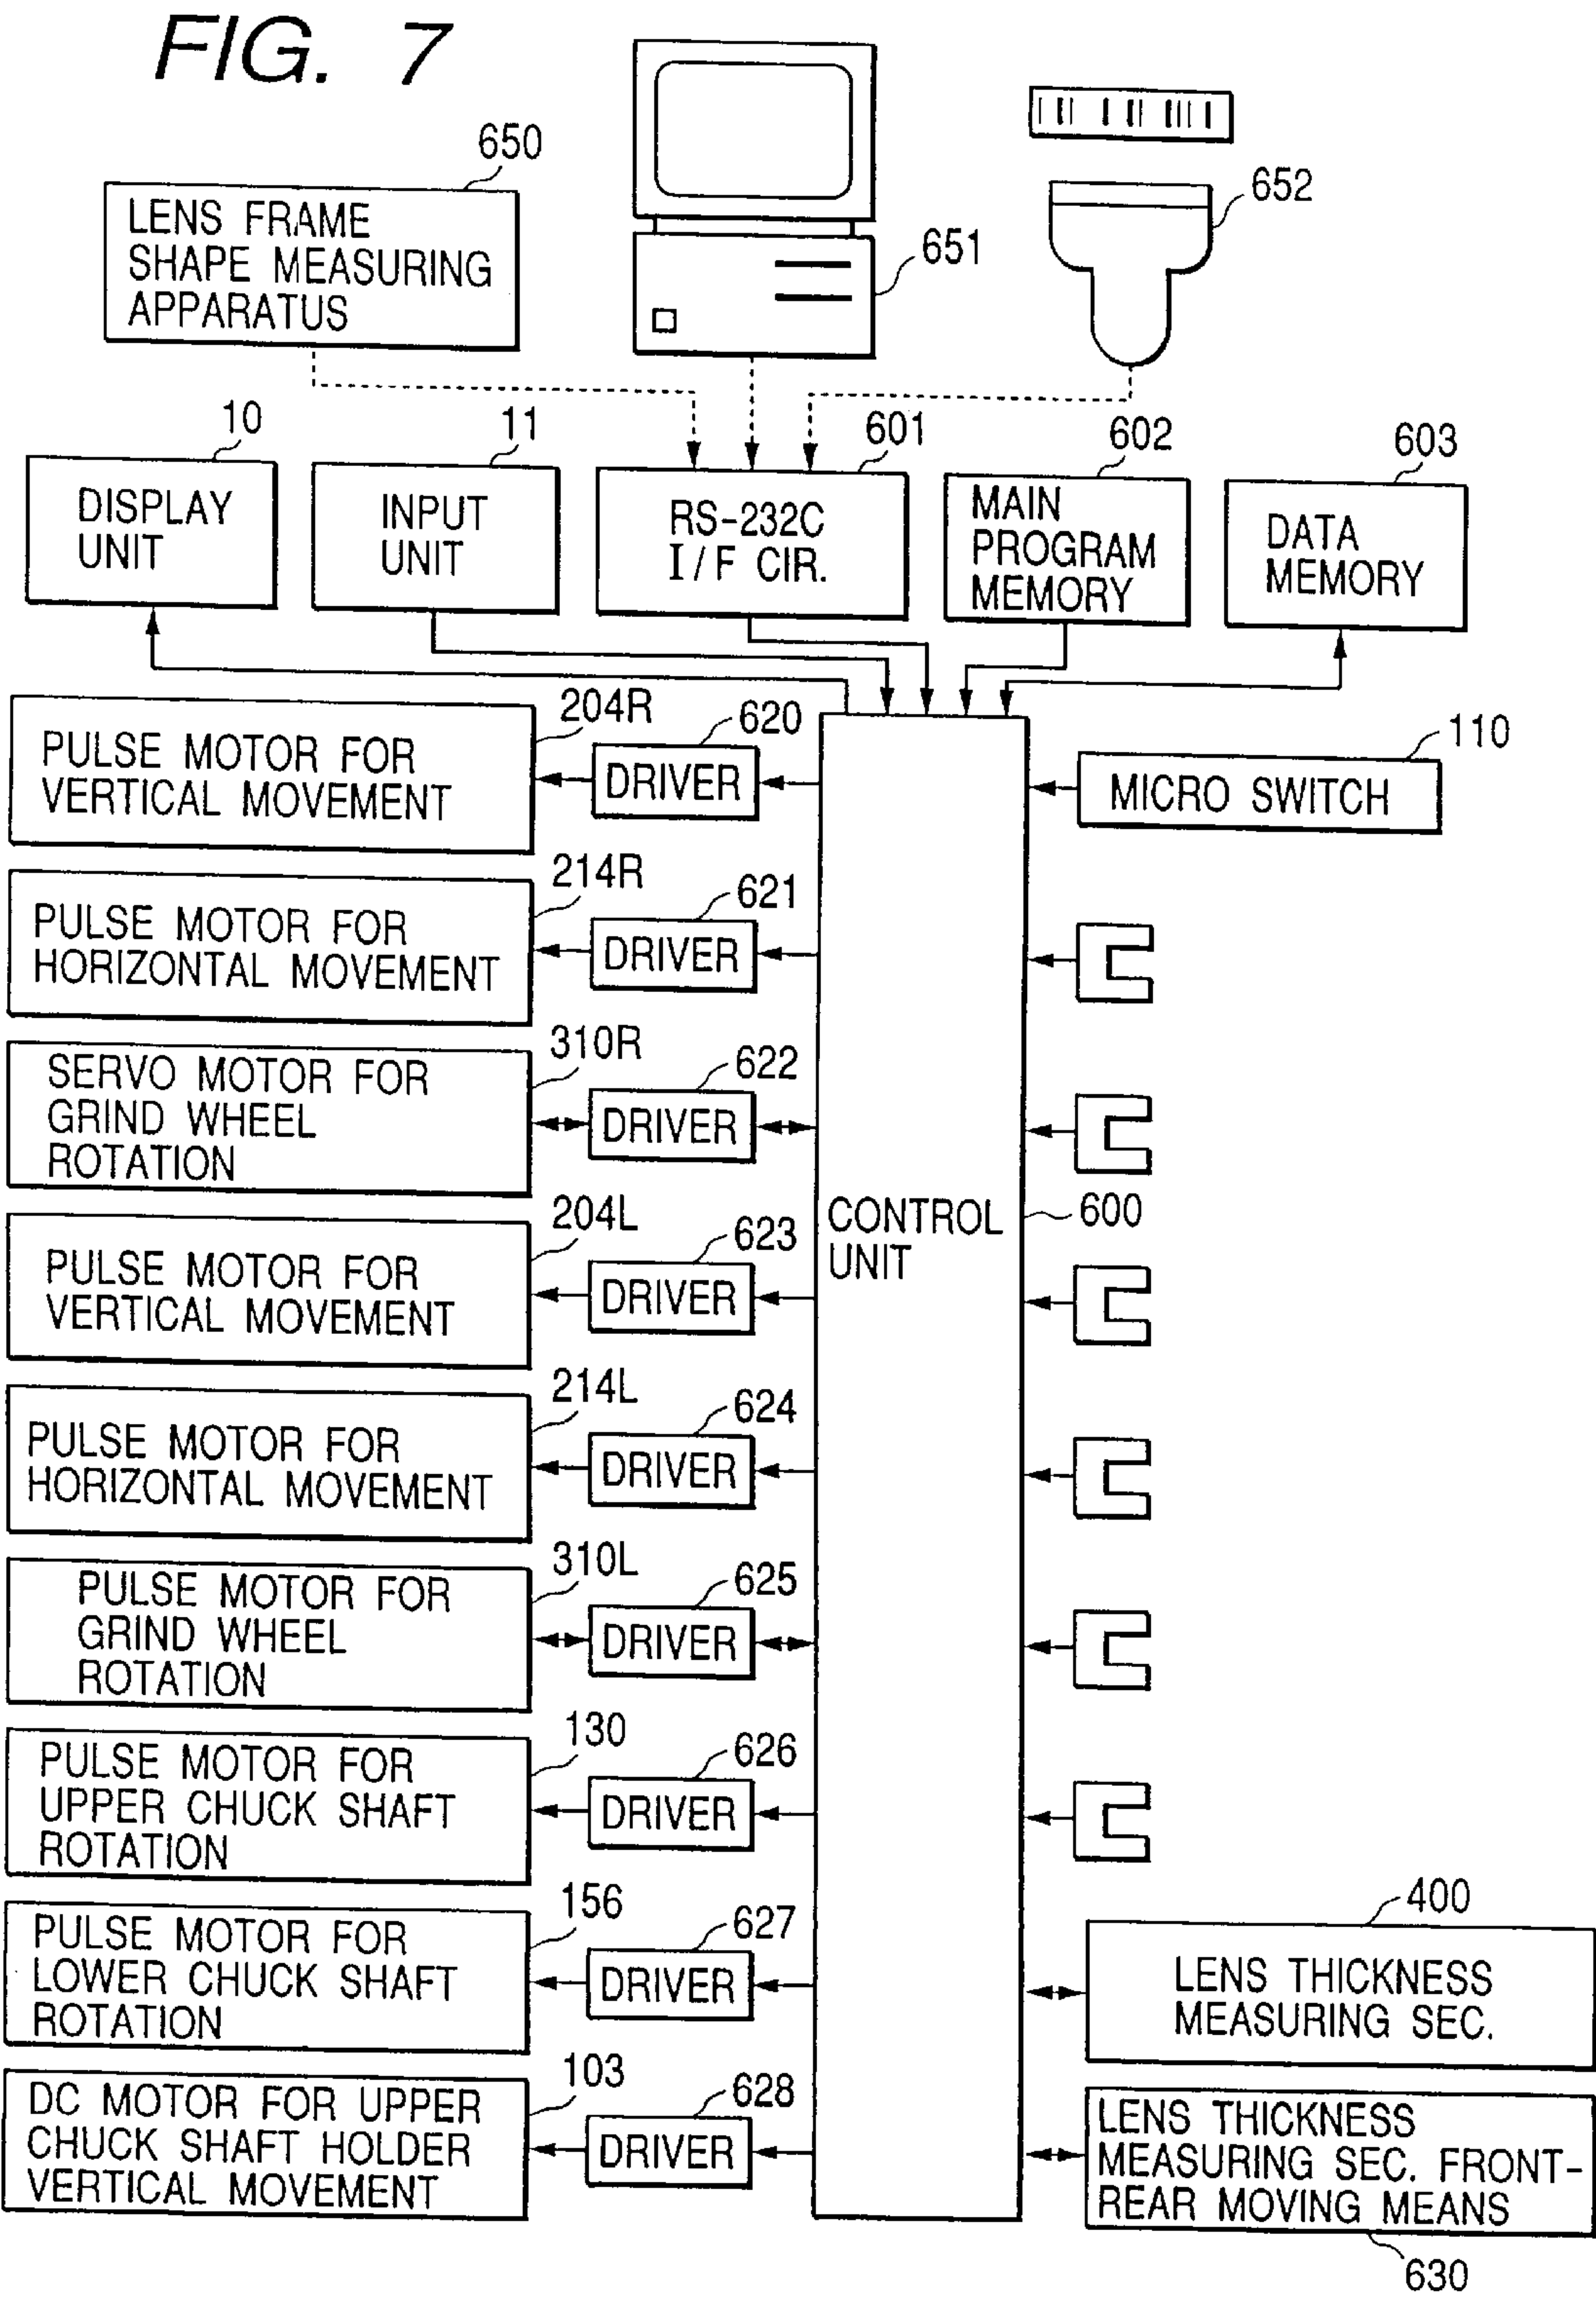 FIG. 7
650
LENS FRAME
SHAPE MEASURING
APPARATUS
651
652
10
DISPLAY
UNIT
11
INPUT
UNIT
601
RS-232C
I/F CIR.
602
MAIN
PROGRAM
MEMORY
603
DATA
MEMORY
204R
PULSE MOTOR FOR
VERTICAL MOVEMENT
620
DRIVER
110
MICRO SWITCH
214R
PULSE MOTOR FOR
HORIZONTAL MOVEMENT
621
DRIVER
310R
SERVO MOTOR FOR
GRIND WHEEL
ROTATION
622
DRIVER
CONTROL
UNIT
600
204L
PULSE MOTOR FOR
VERTICAL MOVEMENT
623
DRIVER
214L
PULSE MOTOR FOR
HORIZONTAL MOVEMENT
624
DRIVER
310L
PULSE MOTOR FOR
GRIND WHEEL
ROTATION
625
DRIVER
130
PULSE MOTOR FOR
UPPER CHUCK SHAFT
ROTATION
626
DRIVER
156
PULSE MOTOR FOR
LOWER CHUCK SHAFT
ROTATION
627
DRIVER
400
LENS THICKNESS
MEASURING SEC.
103
DC MOTOR FOR UPPER
CHUCK SHAFT HOLDER
VERTICAL MOVEMENT
628
DRIVER
LENS THICKNESS
MEASURING SEC. FRONT-
REAR MOVING MEANS
630